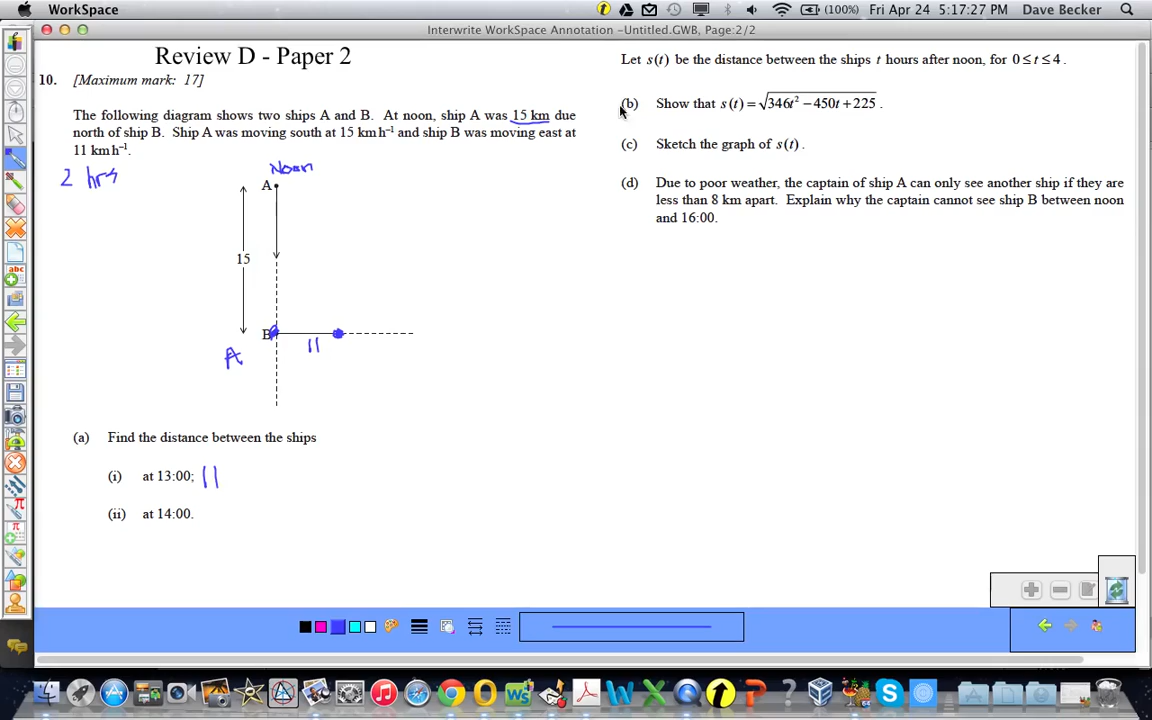 WorkSpace
(100%) Fri Apr 24 5:17:27 PM Dave Becker
Interwrite WorkSpace Annotation -Untitled.GWB, Page:2/2
Review D - Paper 2
10. [Maximum mark: 17]
The following diagram shows two ships A and B. At noon, ship A was 15 km due
north of ship B. Ship A was moving south at 15 km h⁻¹ and ship B was moving east at
11 km h⁻¹.
2 hrs
Noon
A
15
B
11
A
(a) Find the distance between the ships
(i) at 13:00; 11
(ii) at 14:00.
Let s(t) be the distance between the ships t hours after noon, for 0 ≤ t ≤ 4 .
(b) Show that s(t) = √346t² − 450t + 225 .
(c) Sketch the graph of s(t) .
(d) Due to poor weather, the captain of ship A can only see another ship if they are
less than 8 km apart. Explain why the captain cannot see ship B between noon
and 16:00.
abc